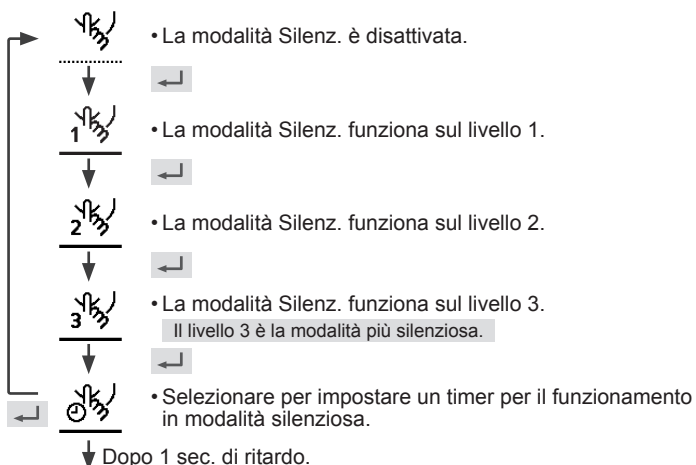 • La modalità Silenz. è disattivata.
1
• La modalità Silenz. funziona sul livello 1.
2
• La modalità Silenz. funziona sul livello 2.
3
• La modalità Silenz. funziona sul livello 3.
Il livello 3 è la modalità più silenziosa.
• Selezionare per impostare un timer per il funzionamento
in modalità silenziosa.
Dopo 1 sec. di ritardo.